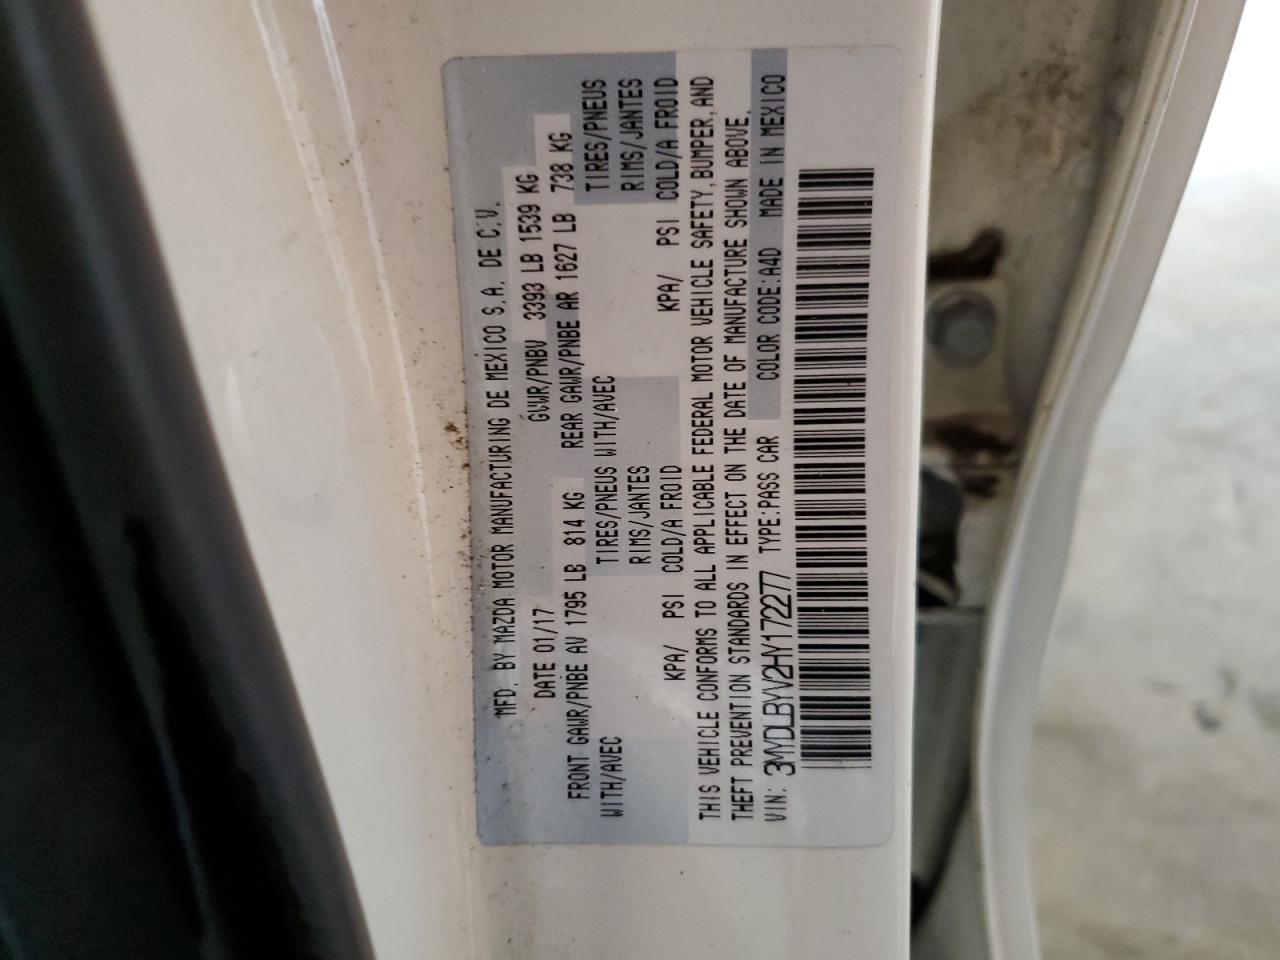 MFD. BY MAZDA MOTOR MANUFACTURING DE MEXICO S.A. DE C.V.
DATE 01/17 GVWR/PNBV 3393 LB 1539 KG
FRONT GAWR/PNBE AV 1795 LB 814 KG REAR GAWR/PNBE AR 1627 LB 738 KG
WITH/AVEC TIRES/PNEUS WITH/AVEC TIRES/PNEUS
RIMS/JANTES RIMS/JANTES
KPA/ PSI COLD/A FROID KPA/ PSI COLD/A FROID
THIS VEHICLE CONFORMS TO ALL APPLICABLE FEDERAL MOTOR VEHICLE SAFETY, BUMPER, AND
THEFT PREVENTION STANDARDS IN EFFECT ON THE DATE OF MANUFACTURE SHOWN ABOVE.
VIN: 3MYDLBYV2HY172277 TYPE:PASS CAR COLOR CODE:A4D MADE IN MEXICO